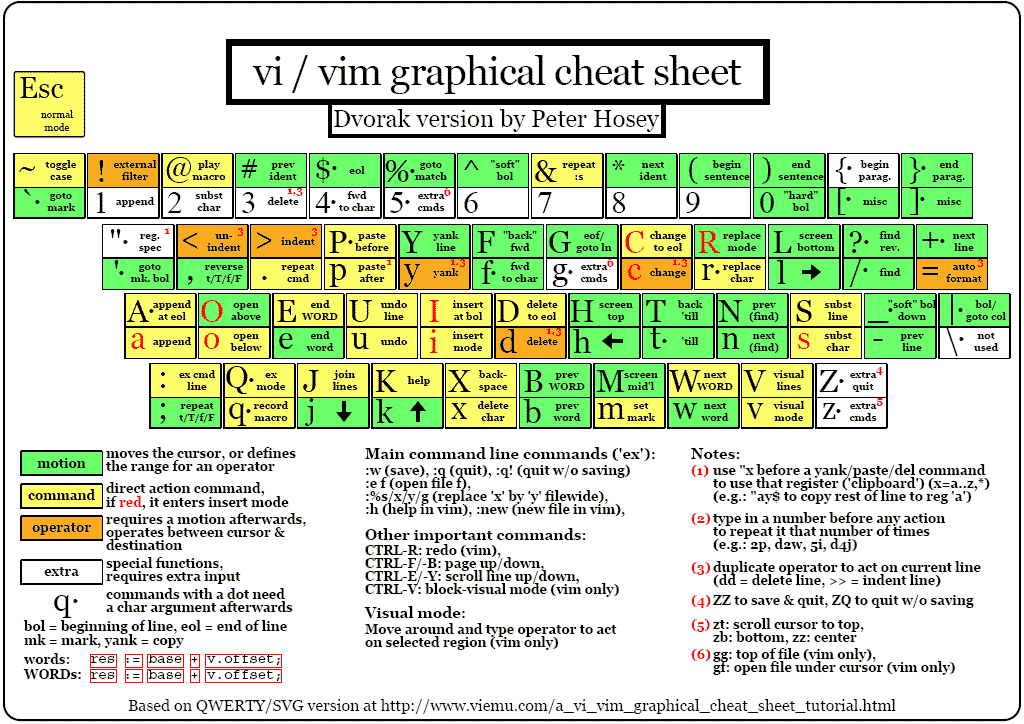 vi / vim graphical cheat sheet
Dvorak version by Peter Hosey
Esc
normal
mode
~ toggle case
! external filter
@ play macro
# prev ident
$· eol
%· goto match
^ "soft" bol
& repeat :s
* next ident
( begin sentence
) end sentence
{· begin parag.
}· end parag.
`· goto mark
1 append
2 subst char
3 delete 1,3
4· fwd to char
5· extra cmds 6
6
7
8
9
0 "hard" bol
[· misc
]· misc
"· reg. spec 1
< un-indent 3
> indent 3
P· paste before
Y yank line
F "back" fwd
G eof/ goto ln
C change to eol
R replace mode
L screen bottom
?· find rev.
+· next line
'· goto mk. bol
, reverse t/T/f/F
. repeat cmd
p paste after 1
y yank 1,3
f· fwd to char
g· extra cmds 6
c change 1,3
r· replace char
l →
/· find
= auto format 3
A· append at eol
O open above
E end WORD
U undo line
I insert at bol
D delete to eol
H screen top
T back 'till
N prev (find)
S subst line
_ "soft" bol down
| bol/ goto col
a append
o open below
e end word
u undo
i insert mode
d delete 1,3
h ←
t· 'till
n next (find)
s subst char
- prev line
\· not used
: ex cmd line
Q· ex mode
J join lines
K help
X back-space
B prev WORD
M screen mid'l
W next WORD
V visual lines
Z· extra quit 4
; repeat t/T/f/F
q· record macro
j ↓
k ↑
x delete char
b prev word
m set mark
w next word
v visual mode
z· extra cmds 5
motion moves the cursor, or defines
the range for an operator
command direct action command,
if red, it enters insert mode
operator requires a motion afterwards,
operates between cursor &
destination
extra special functions,
requires extra input
q· commands with a dot need
a char argument afterwards
bol = beginning of line, eol = end of line
mk = mark, yank = copy
words: res := base + v.offset;
WORDs: res := base + v.offset;
Main command line commands ('ex'):
:w (save), :q (quit), :q! (quit w/o saving)
:e f (open file f),
:%s/x/y/g (replace 'x' by 'y' filewide),
:h (help in vim), :new (new file in vim),
Other important commands:
CTRL-R: redo (vim),
CTRL-F/-B: page up/down,
CTRL-E/-Y: scroll line up/down,
CTRL-V: block-visual mode (vim only)
Visual mode:
Move around and type operator to act
on selected region (vim only)
Notes:
(1) use "x before a yank/paste/del command
to use that register ('clipboard') (x=a..z,*)
(e.g.: "ay$ to copy rest of line to reg 'a')
(2) type in a number before any action
to repeat it that number of times
(e.g.: 2p, d2w, 5i, d4j)
(3) duplicate operator to act on current line
(dd = delete line, >> = indent line)
(4) ZZ to save & quit, ZQ to quit w/o saving
(5) zt: scroll cursor to top,
zb: bottom, zz: center
(6) gg: top of file (vim only),
gf: open file under cursor (vim only)
Based on QWERTY/SVG version at http://www.viemu.com/a_vi_vim_graphical_cheat_sheet_tutorial.html